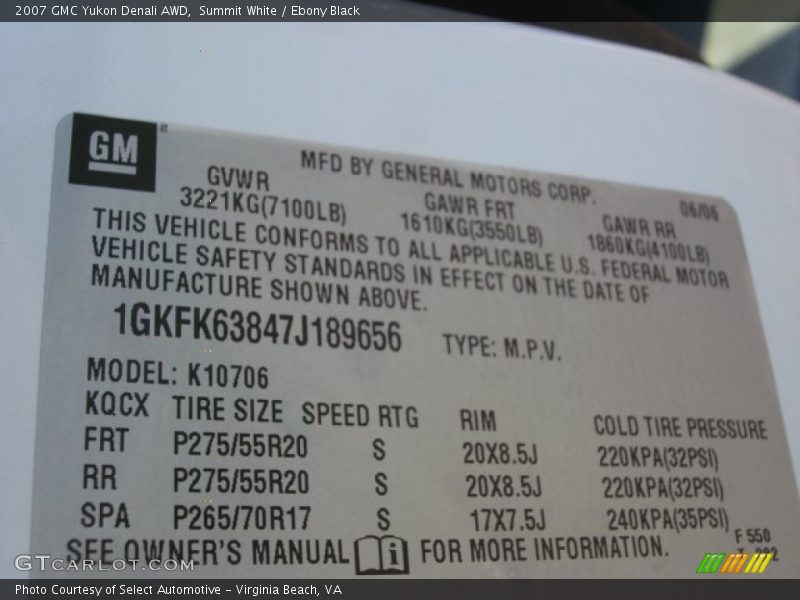 2007 GMC Yukon Denali AWD,  Summit White / Ebony Black
GM
MFD BY GENERAL MOTORS CORP.
06/06
GVWR GAWR FRT GAWR RR
3221KG(7100LB) 1610KG(3550LB) 1860KG(4100LB)
THIS VEHICLE CONFORMS TO ALL APPLICABLE U.S. FEDERAL MOTOR
VEHICLE SAFETY STANDARDS IN EFFECT ON THE DATE OF
MANUFACTURE SHOWN ABOVE.
1GKFK63847J189656 TYPE: M.P.V.
MODEL: K10706
KQCX TIRE SIZE SPEED RTG RIM COLD TIRE PRESSURE
FRT P275/55R20 S 20X8.5J 220KPA(32PSI)
RR P275/55R20 S 20X8.5J 220KPA(32PSI)
SPA P265/70R17 S 17X7.5J 240KPA(35PSI)
F 550
SEE OWNER'S MANUAL i FOR MORE INFORMATION.
GTCARLOT.COM
Photo Courtesy of Select Automotive - Virginia Beach, VA